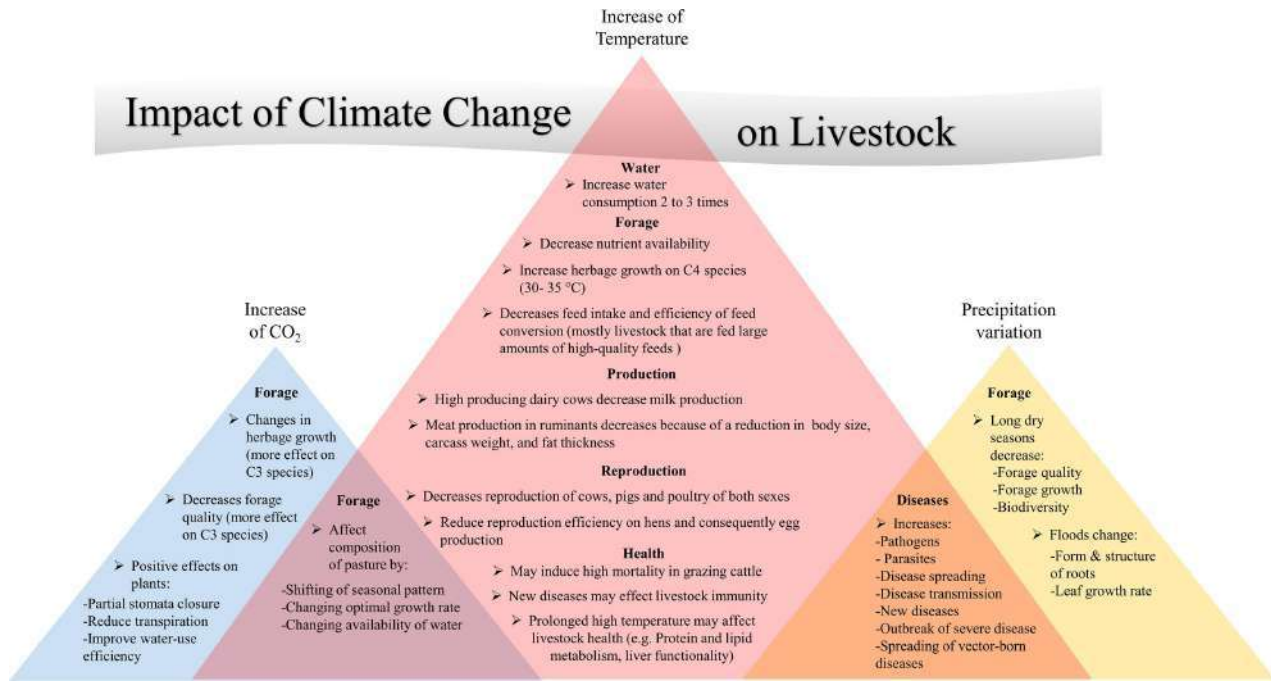 Increase of
Temperature
Impact of Climate Change
on Livestock
Water
➢ Increase water
consumption 2 to 3 times
Forage
➢ Decrease nutrient availability
➢ Increase herbage growth on C4 species
(30- 35 °C)
➢ Decreases feed intake and efficiency of feed
conversion (mostly livestock that are fed large
amounts of high-quality feeds )
Production
➢ High producing dairy cows decrease milk production
➢ Meat production in ruminants decreases because of a reduction in body size,
carcass weight, and fat thickness
Reproduction
➢ Decreases reproduction of cows, pigs and poultry of both sexes
➢ Reduce reproduction efficiency on hens and consequently egg
production
Health
➢ May induce high mortality in grazing cattle
➢ New diseases may effect livestock immunity
➢ Prolonged high temperature may affect
livestock health (e.g. Protein and lipid
metabolism, liver functionality)
Increase
of CO₂
Forage
➢ Changes in
herbage growth
(more effect on
C3 species)
➢ Decreases forage
quality (more effect
on C3 species)
➢ Positive effects on
plants:
-Partial stomata closure
-Reduce transpiration
-Improve water-use
efficiency
Forage
➢ Affect
composition
of pasture by:
-Shifting of seasonal pattern
-Changing optimal growth rate
-Changing availability of water
Diseases
➢ Increases:
-Pathogens
- Parasites
-Disease spreading
-Disease transmission
-New diseases
-Outbreak of severe disease
-Spreading of vector-born
diseases
Precipitation
variation
Forage
➢ Long dry
seasons
decrease:
-Forage quality
-Forage growth
-Biodiversity
➢ Floods change:
-Form & structure
of roots
-Leaf growth rate